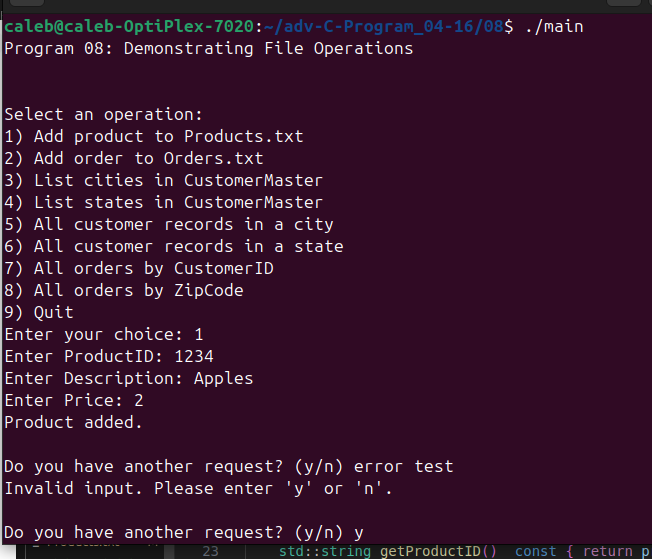 caleb@caleb-OptiPlex-7020:~/adv-C-Program_04-16/08$ ./main
Program 08: Demonstrating File Operations
Select an operation:
1) Add product to Products.txt
2) Add order to Orders.txt
3) List cities in CustomerMaster
4) List states in CustomerMaster
5) All customer records in a city
6) All customer records in a state
7) All orders by CustomerID
8) All orders by ZipCode
9) Quit
Enter your choice: 1
Enter ProductID: 1234
Enter Description: Apples
Enter Price: 2
Product added.
Do you have another request? (y/n) error test
Invalid input. Please enter 'y' or 'n'.
Do you have another request? (y/n) y
23 std::string getProductID() const { return p